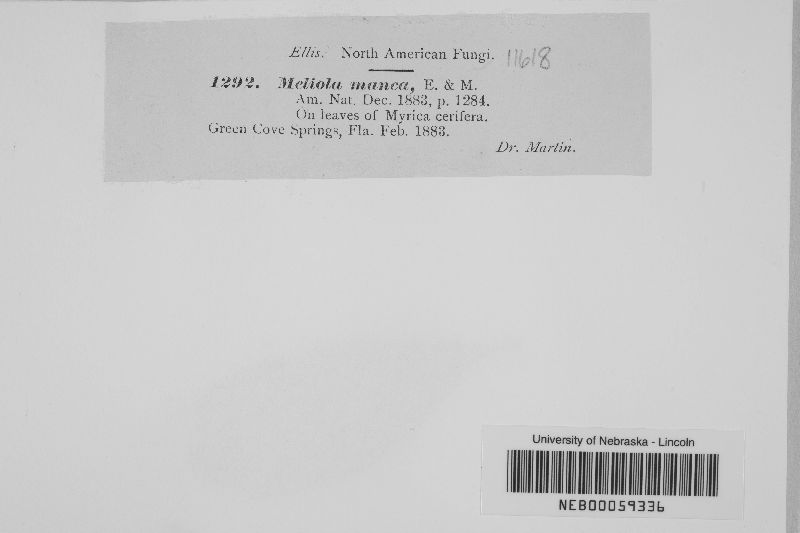 Ellis. North American Fungi. 11618
1292. Meliola manca, E. & M.
Am. Nat. Dec. 1883, p. 1284.
On leaves of Myrica cerifera.
Green Cove Springs, Fla. Feb. 1883.
Dr. Martin.
University of Nebraska - Lincoln
NEB00059336